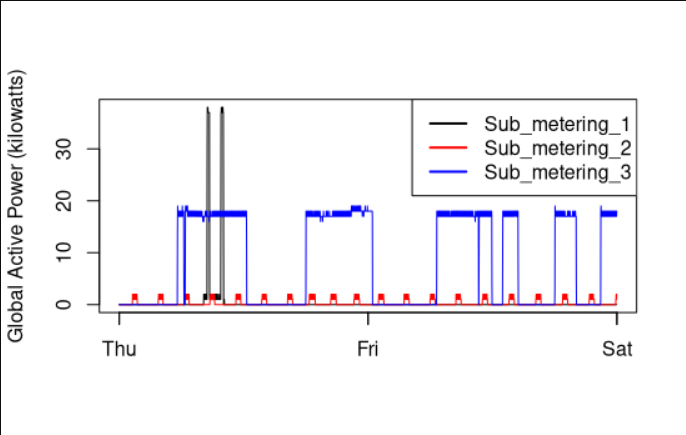 Global Active Power (kilowatts)
30
20
10
0
Sub_metering_1
Sub_metering_2
Sub_metering_3
Thu Fri Sat